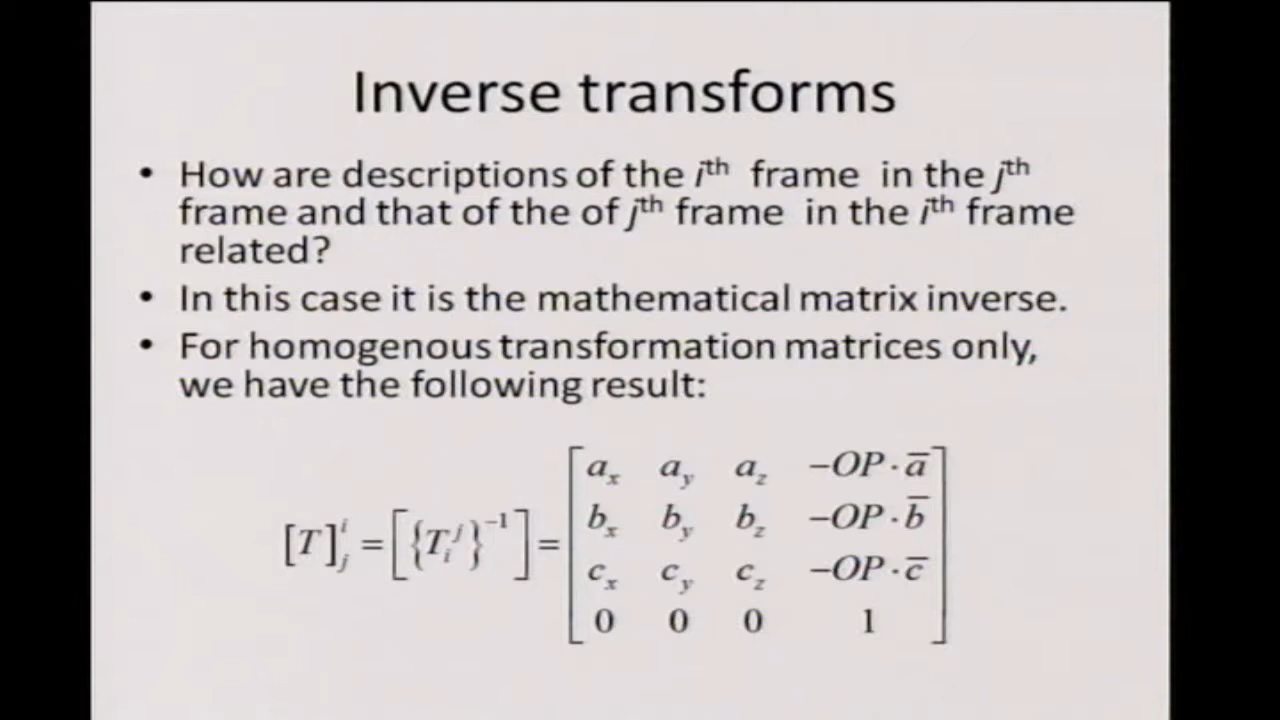 Inverse transforms
• How are descriptions of the iᵗʰ frame in the jᵗʰ
frame and that of the of jᵗʰ frame in the iᵗʰ frame
related?
• In this case it is the mathematical matrix inverse.
• For homogenous transformation matrices only,
we have the following result:
[T]ⁱⱼ = [{Tᵢʲ}⁻¹] =
aₓ a_y a_z −OP · a̅
bₓ b_y b_z −OP · b̅
cₓ c_y c_z −OP · c̅
0 0 0 1